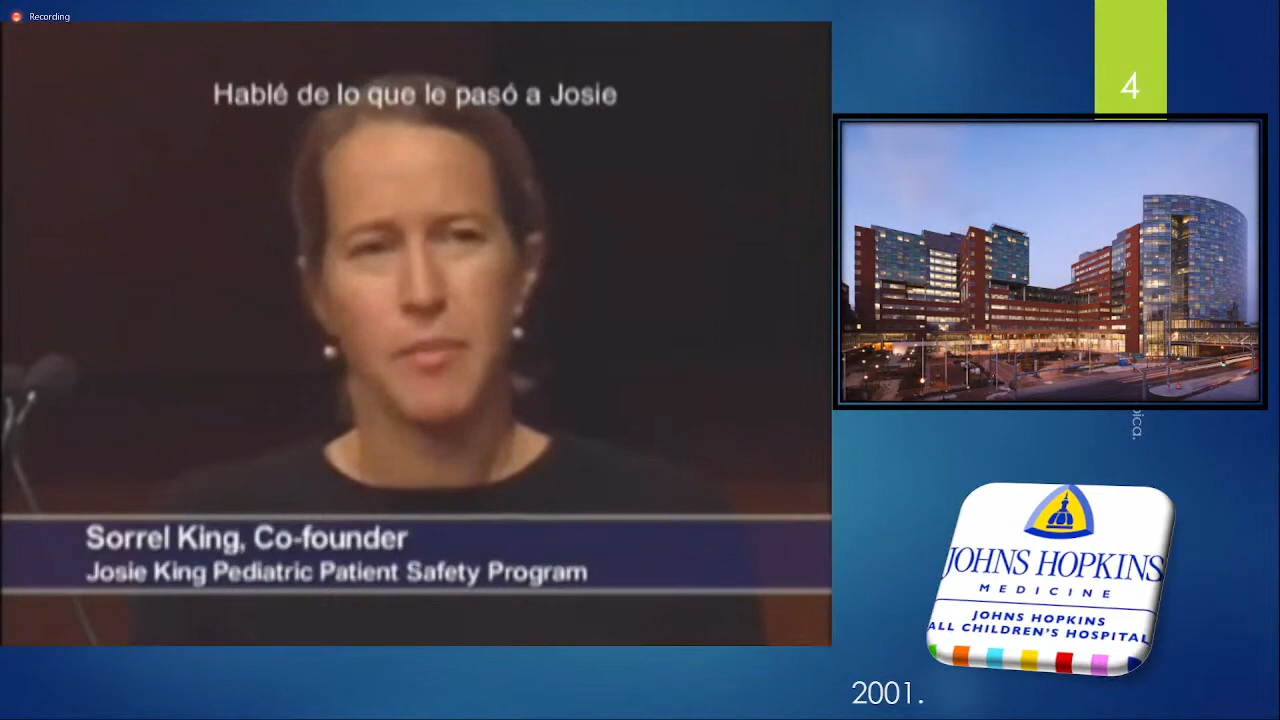 Recording
Hablé de lo que le pasó a Josie
Sorrel King, Co-founder
Josie King Pediatric Patient Safety Program
4
JOHNS HOPKINS
MEDICINE
JOHNS HOPKINS
ALL CHILDREN'S HOSPITAL
2001.